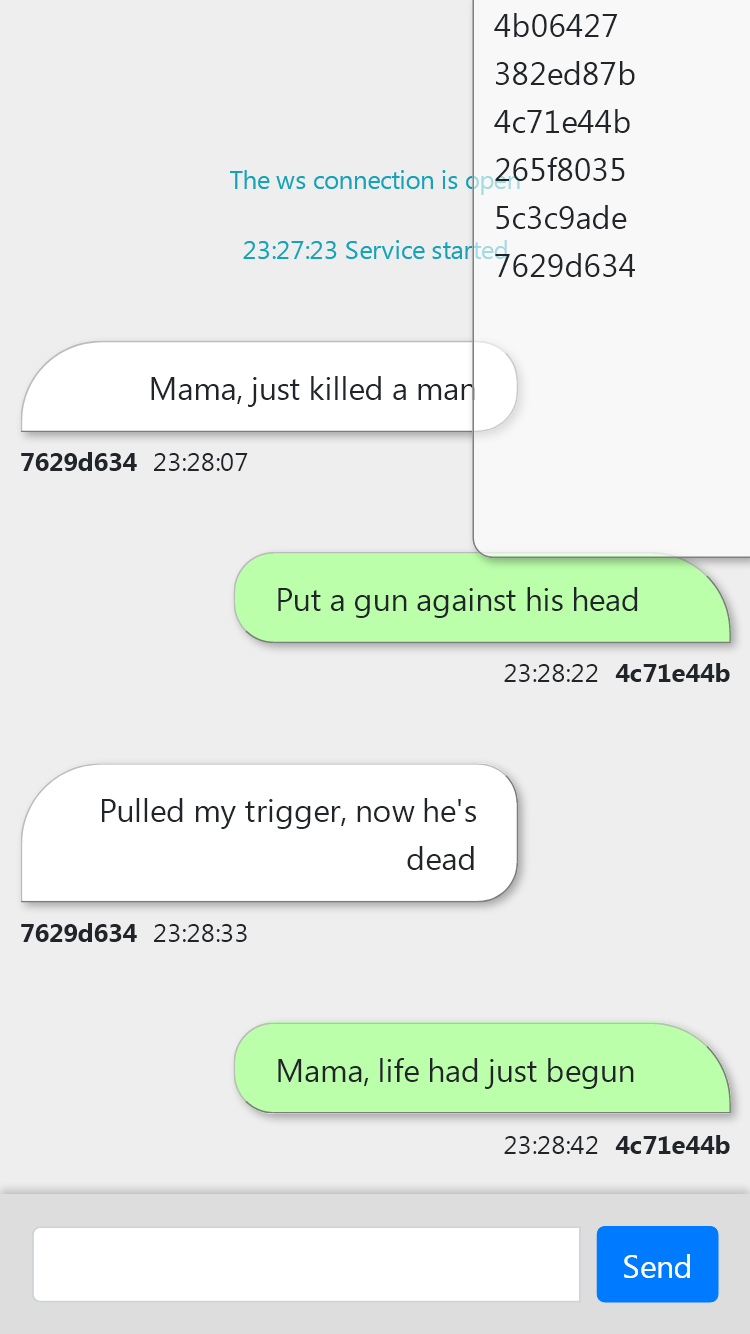 4b06427
382ed87b
4c71e44b
265f8035
5c3c9ade
7629d634
The ws connection is open
23:27:23 Service started
Mama, just killed a man
7629d634 23:28:07
Put a gun against his head
23:28:22 4c71e44b
Pulled my trigger, now he's
dead
7629d634 23:28:33
Mama, life had just begun
23:28:42 4c71e44b
Send